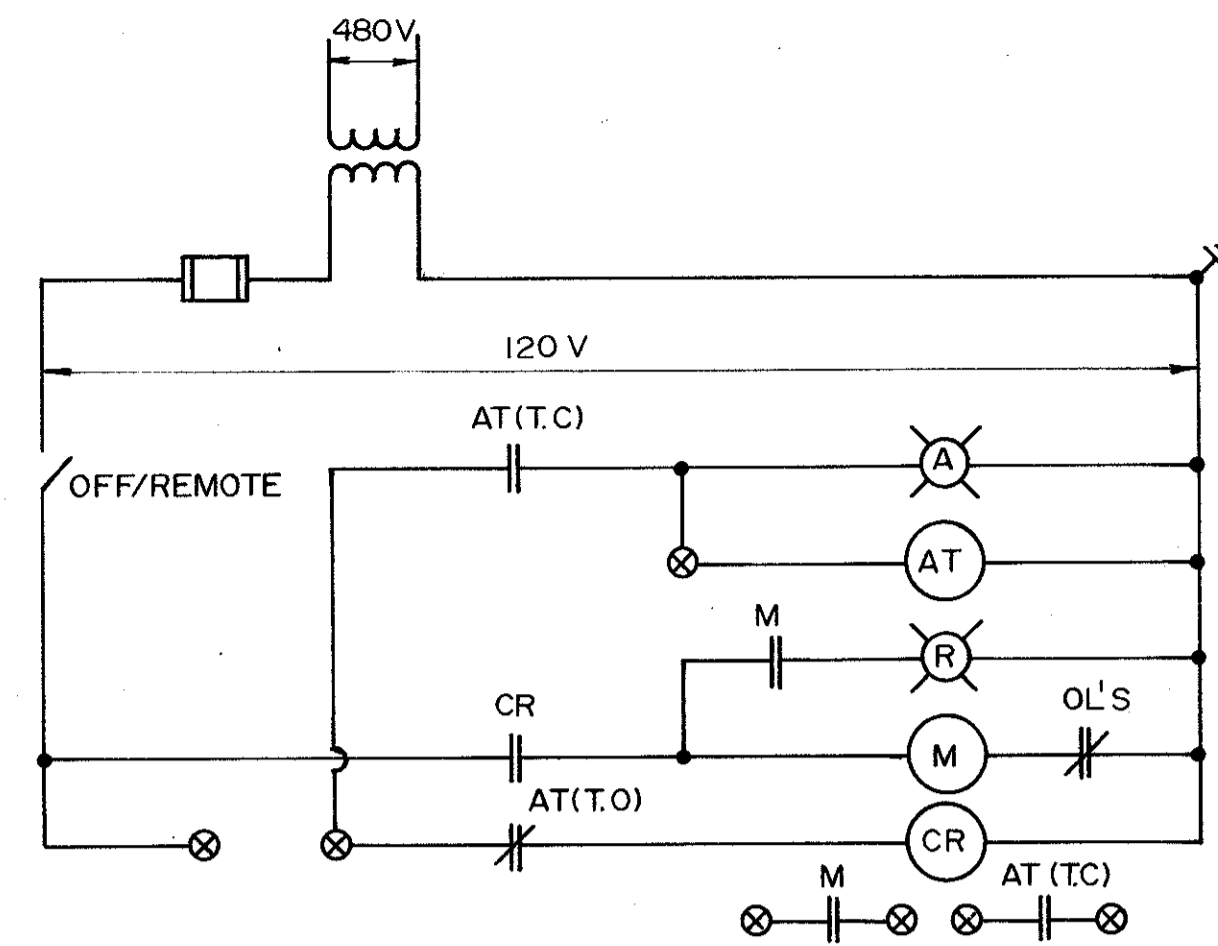 480V
120 V
AT(T.C)
A
OFF/REMOTE
AT
M
R
CR
OL'S
M
AT(T.O)
CR
M
AT (T.C)